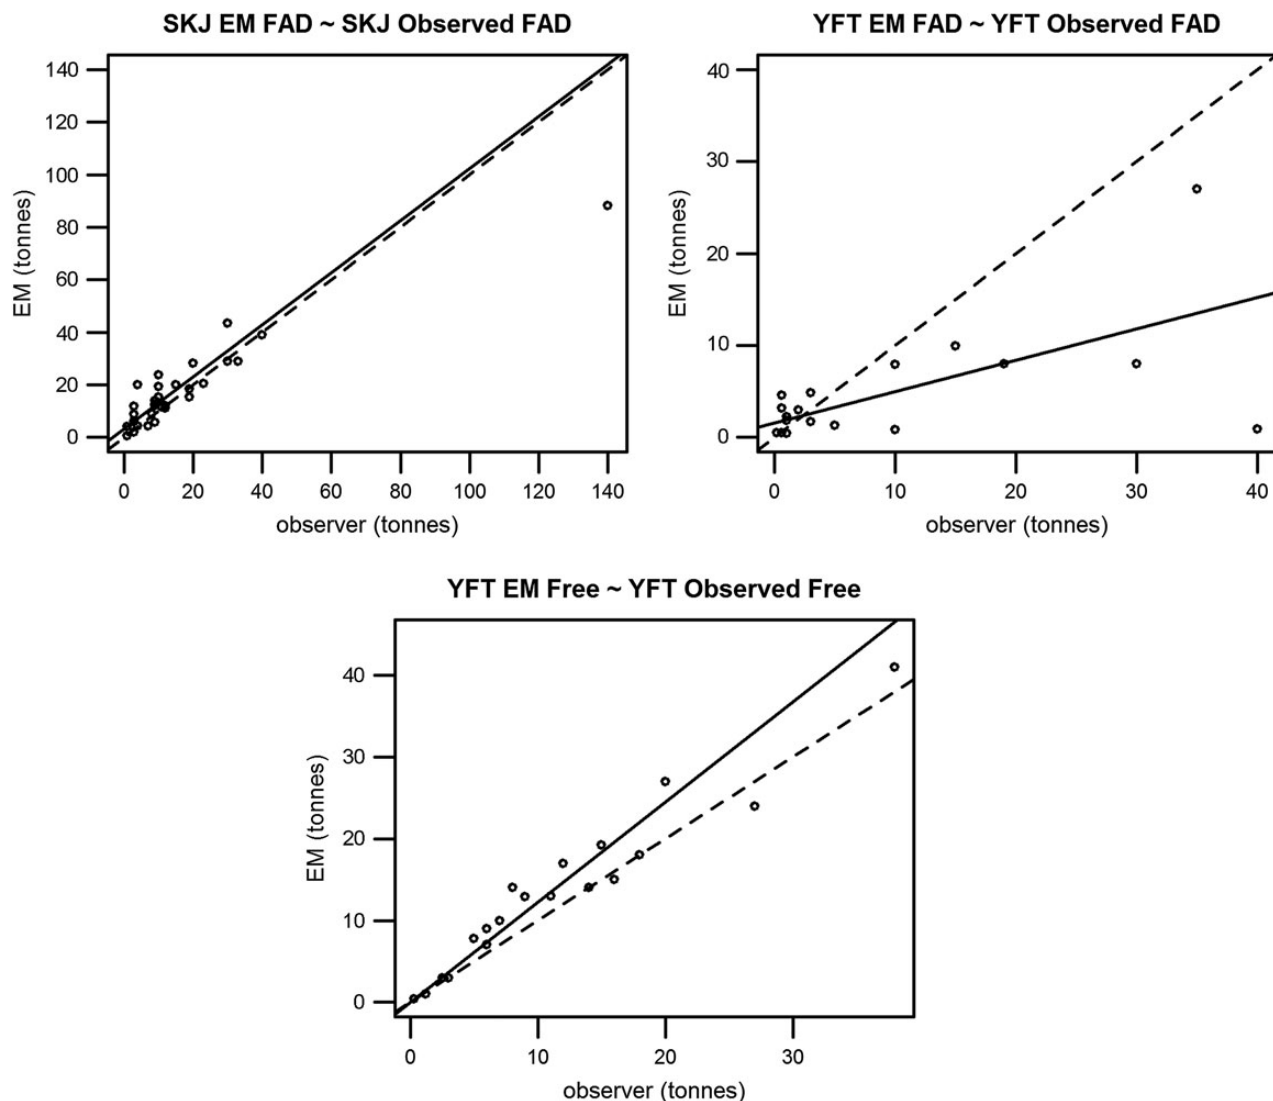 SKJ EM FAD ~ SKJ Observed FAD
140
120
100
80
60
40
20
0
EM (tonnes)
0 20 40 60 80 100 120 140
observer (tonnes)
YFT EM FAD ~ YFT Observed FAD
40
30
20
10
0
EM (tonnes)
0 10 20 30 40
observer (tonnes)
YFT EM Free ~ YFT Observed Free
40
30
20
10
0
EM (tonnes)
0 10 20 30
observer (tonnes)